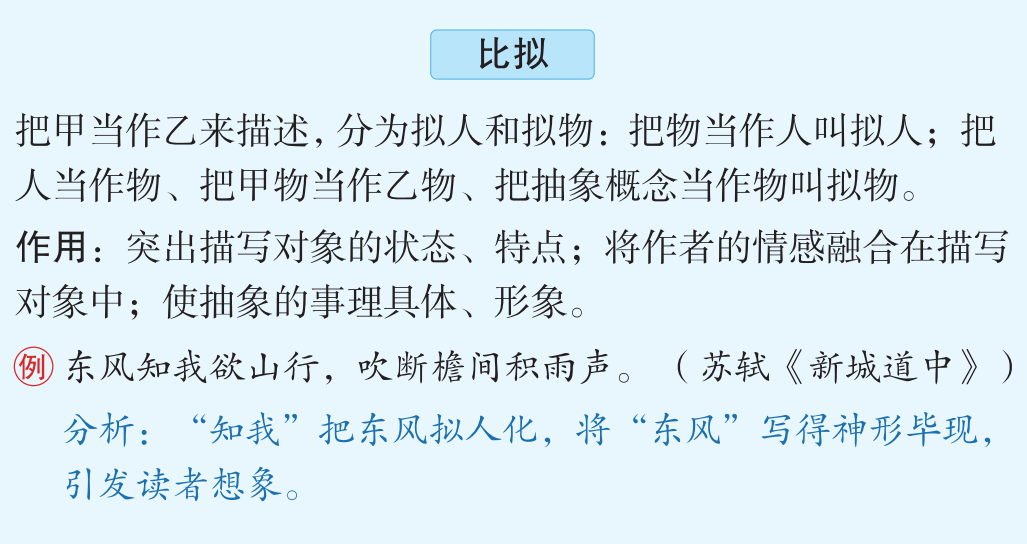 比拟
把甲当作乙来描述，分为拟人和拟物：把物当作人叫拟人；把
人当作物、把甲物当作乙物、把抽象概念当作物叫拟物。
作用：突出描写对象的状态、特点；将作者的情感融合在描写
对象中；使抽象的事理具体、形象。
例 东风知我欲山行，吹断檐间积雨声。（苏轼《新城道中》）
分析：“知我”把东风拟人化，将“东风”写得神形毕现，
引发读者想象。